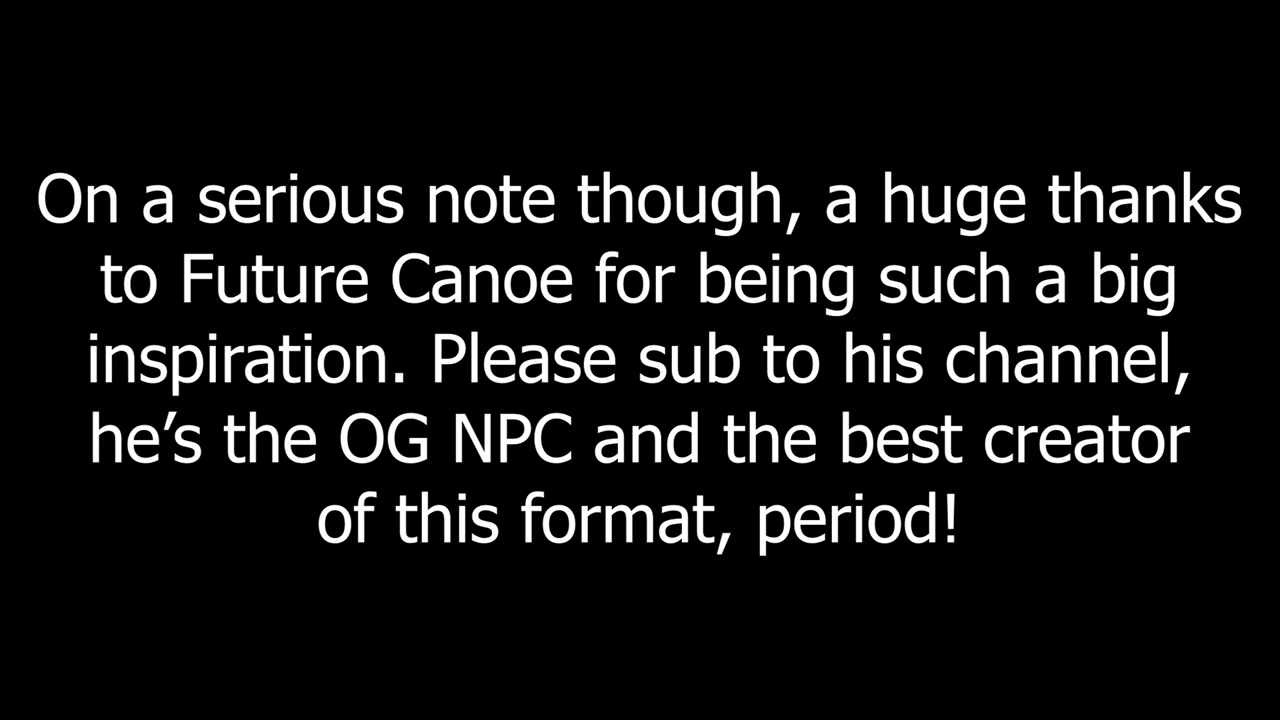 On a serious note though, a huge thanks
to Future Canoe for being such a big
inspiration. Please sub to his channel,
he’s the OG NPC and the best creator
of this format, period!